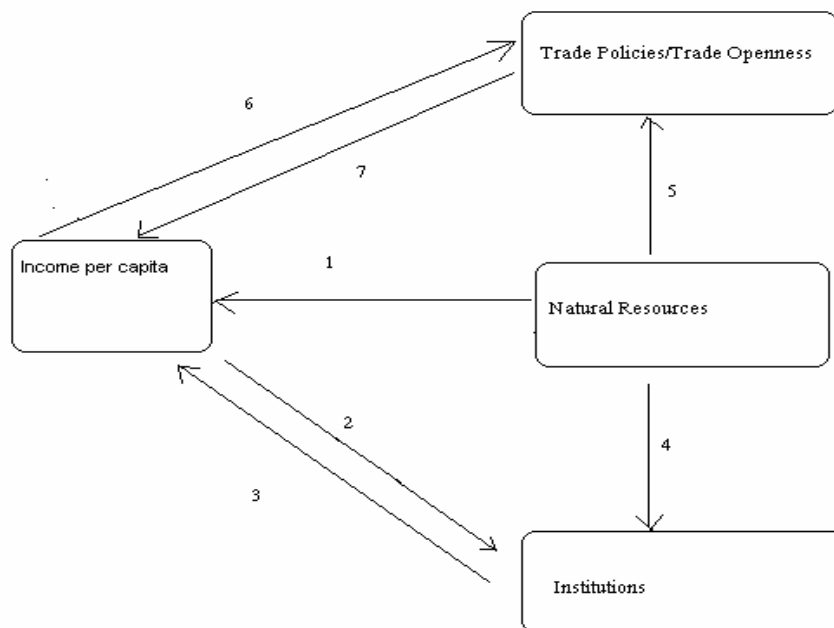 Trade Policies/Trade Openness
6
7
5
Income per capita
1
Natural Resources
2
4
3
Institutions